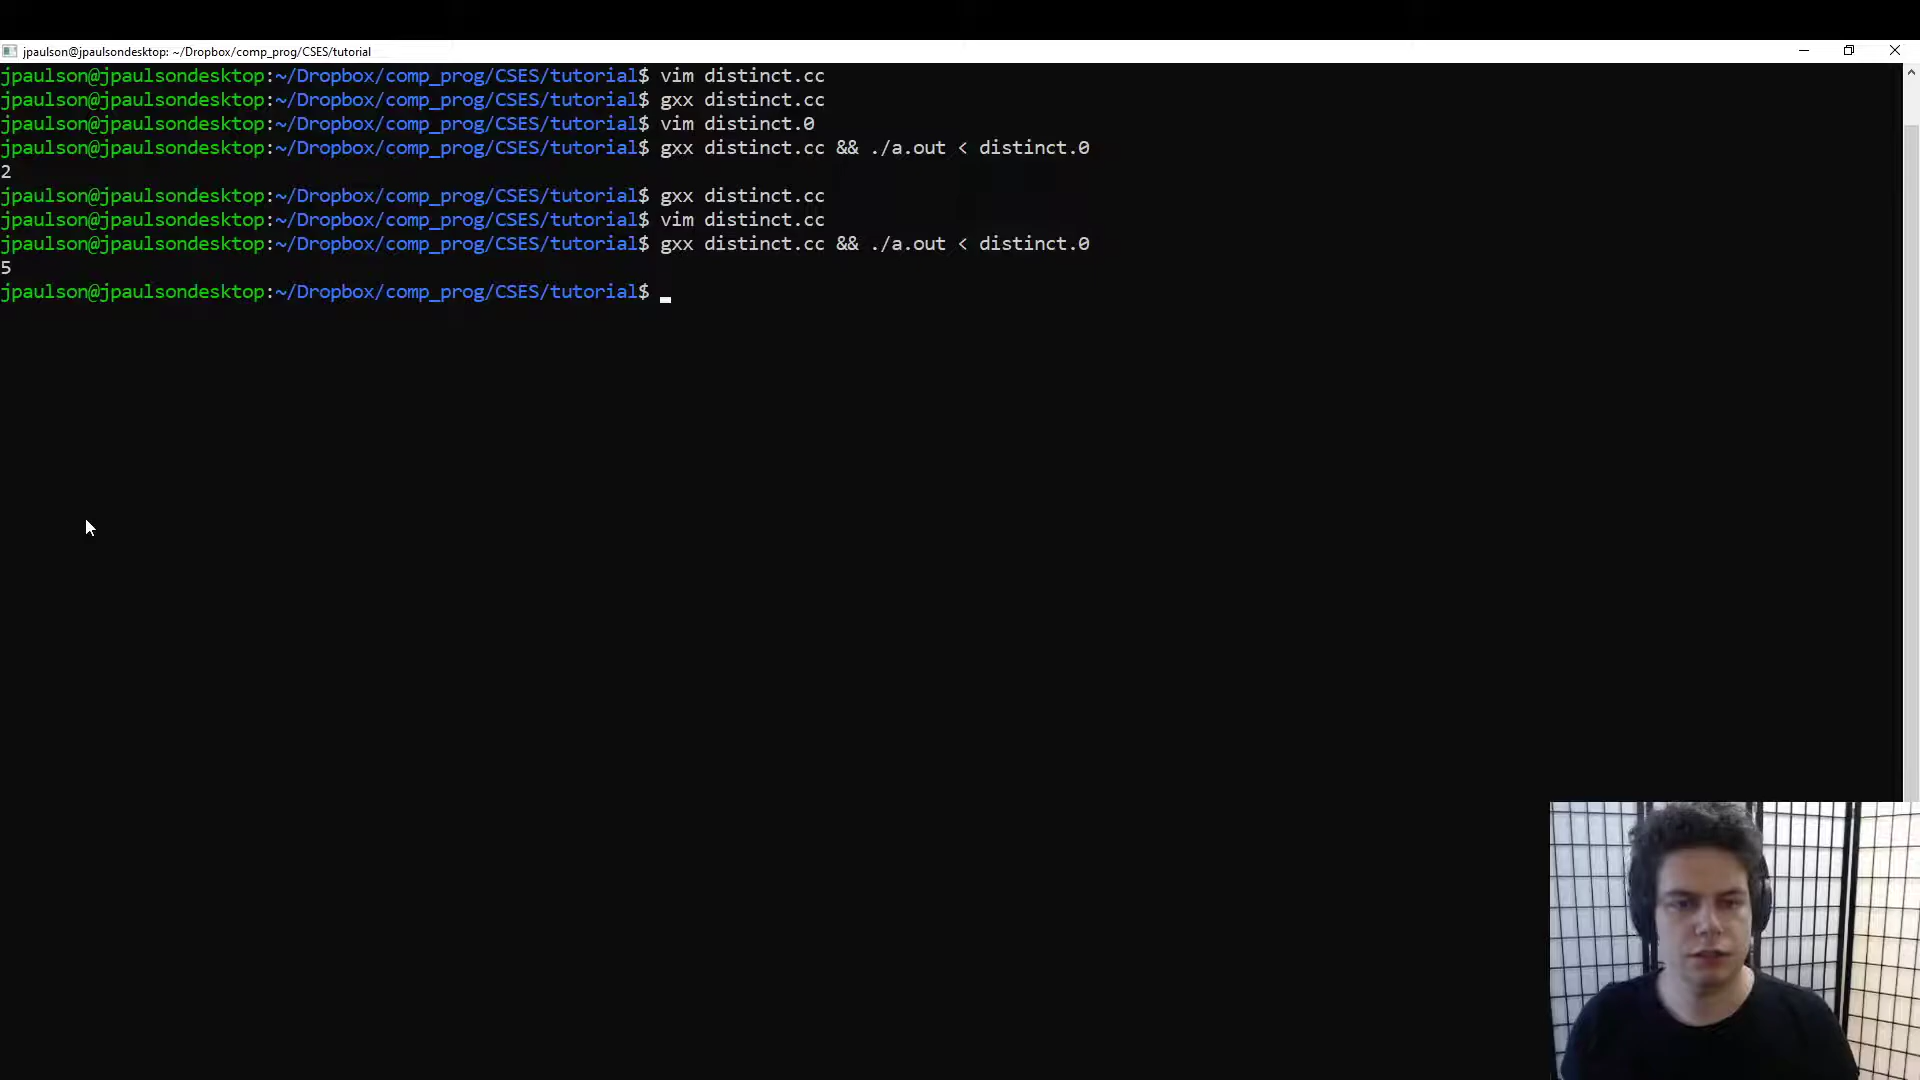 jpaulson@jpaulsondesktop: ~/Dropbox/comp_prog/CSES/tutorial
jpaulson@jpaulsondesktop:~/Dropbox/comp_prog/CSES/tutorial$ vim distinct.cc
jpaulson@jpaulsondesktop:~/Dropbox/comp_prog/CSES/tutorial$ gxx distinct.cc
jpaulson@jpaulsondesktop:~/Dropbox/comp_prog/CSES/tutorial$ vim distinct.0
jpaulson@jpaulsondesktop:~/Dropbox/comp_prog/CSES/tutorial$ gxx distinct.cc && ./a.out < distinct.0
2
jpaulson@jpaulsondesktop:~/Dropbox/comp_prog/CSES/tutorial$ gxx distinct.cc
jpaulson@jpaulsondesktop:~/Dropbox/comp_prog/CSES/tutorial$ vim distinct.cc
jpaulson@jpaulsondesktop:~/Dropbox/comp_prog/CSES/tutorial$ gxx distinct.cc && ./a.out < distinct.0
5
jpaulson@jpaulsondesktop:~/Dropbox/comp_prog/CSES/tutorial$